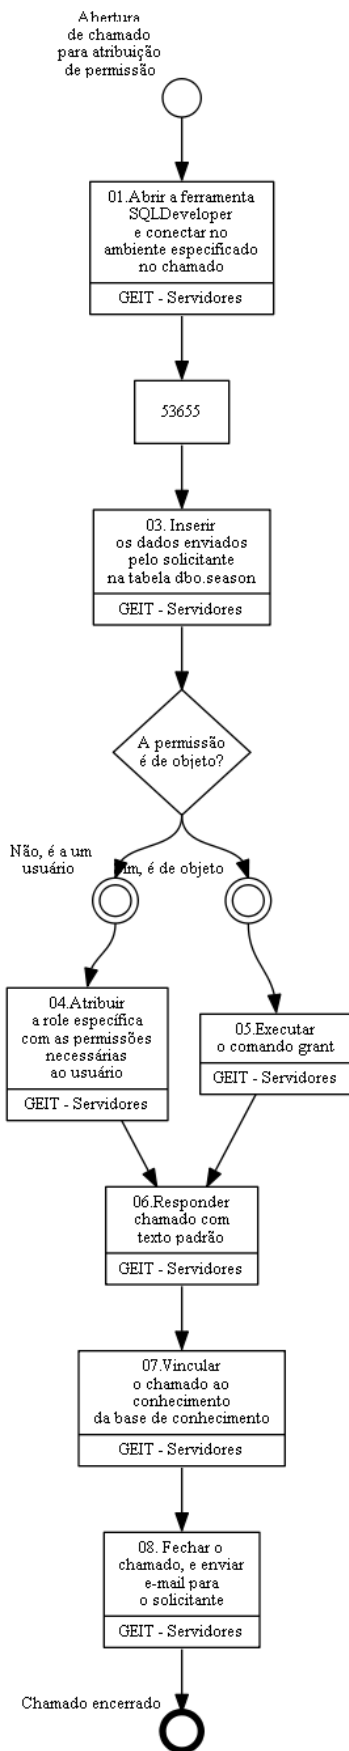 Abertura
de chamado
para atribuição
de permissão
01.Abrir a ferramenta
SQLDeveloper
e conectar no
ambiente especificado
no chamado
GEIT - Servidores
53655
03. Inserir
os dados enviados
pelo solicitante
na tabela dbo.season
GEIT - Servidores
A permissão
é de objeto?
Não, é a um
usuário
im, é de objeto
04.Atribuir
a role específica
com as permissões
necessárias
ao usuário
GEIT - Servidores
05.Executar
o comando grant
GEIT - Servidores
06.Responder
chamado com
texto padrão
GEIT - Servidores
07.Vincular
o chamado ao
conhecimento
da base de conhecimento
GEIT - Servidores
08. Fechar o
chamado, e enviar
e-mail para
o solicitante
GEIT - Servidores
Chamado encerrado